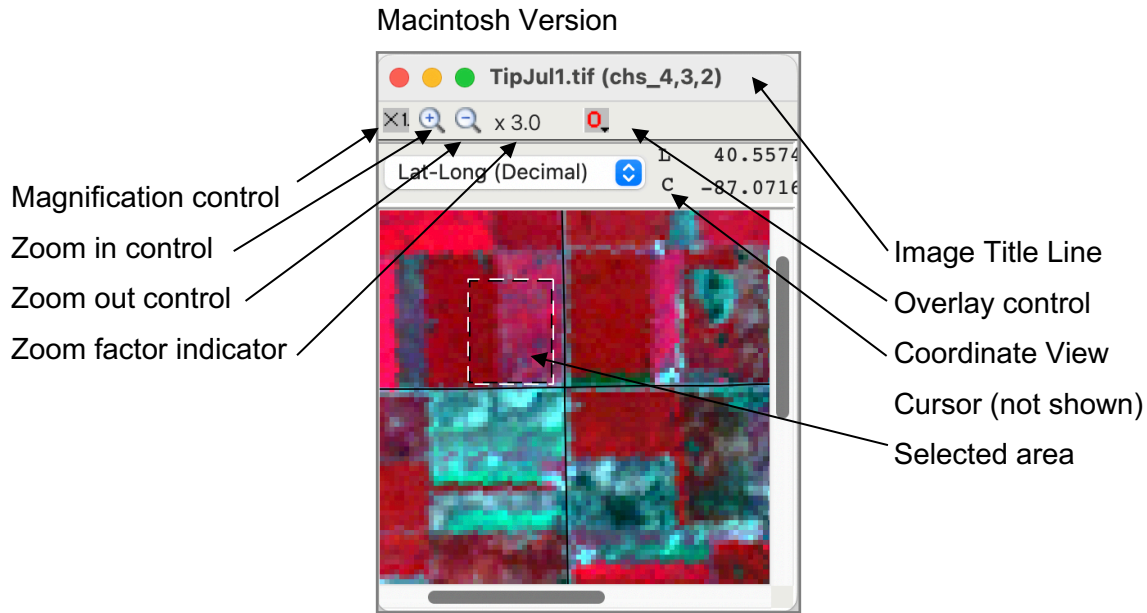 Macintosh Version
TipJul1.tif (chs_4,3,2)
×1.
x 3.0
O
Lat-Long (Decimal)
L 40.5574
C -87.0716
Magnification control
Zoom in control
Zoom out control
Zoom factor indicator
Image Title Line
Overlay control
Coordinate View
Cursor (not shown)
Selected area